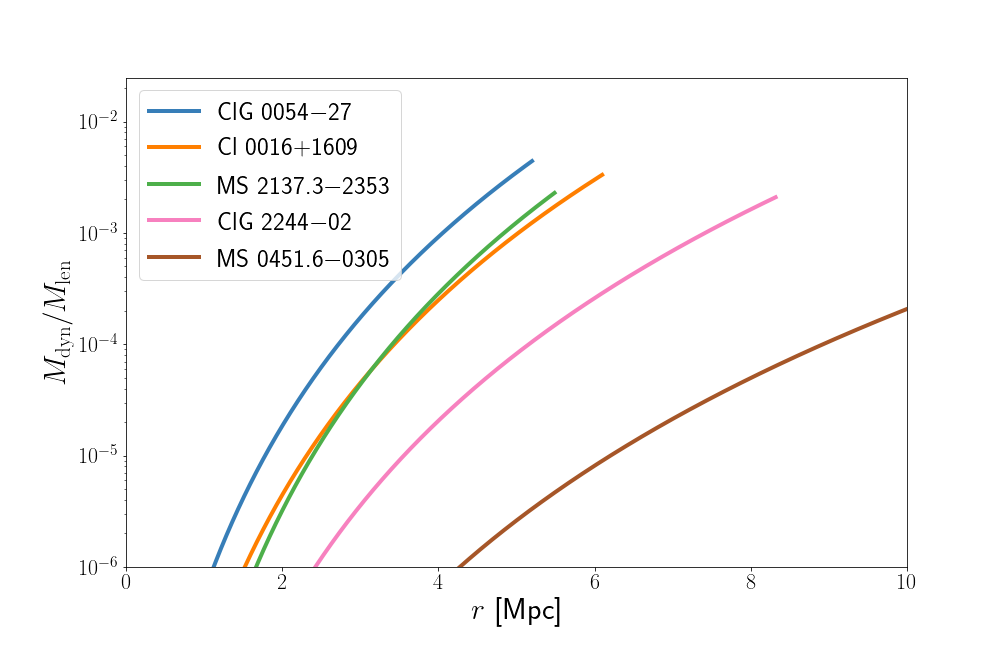 CIG 0054−27
CI 0016+1609
MS 2137.3−2353
CIG 2244−02
MS 0451.6−0305
10⁻²
10⁻³
10⁻⁴
10⁻⁵
10⁻⁶
M_dyn/M_len
0 2 4 6 8 10
r [Mpc]